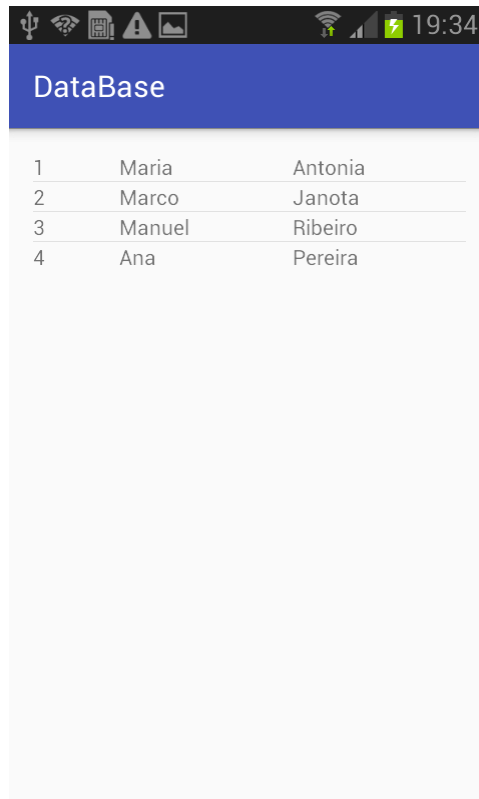 19:34
DataBase
1 Maria Antonia
2 Marco Janota
3 Manuel Ribeiro
4 Ana Pereira